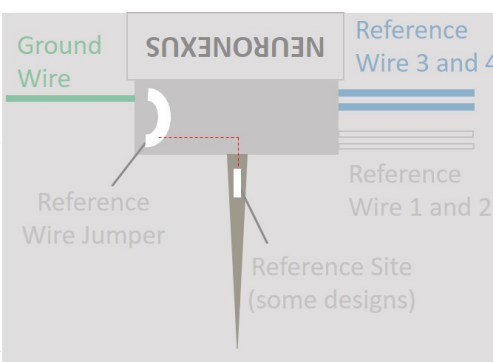 Ground
Wire
NEURONEXUS
Reference
Wire 3 and 4
Reference
Wire Jumper
Reference
Wire 1 and 2
Reference Site
(some designs)